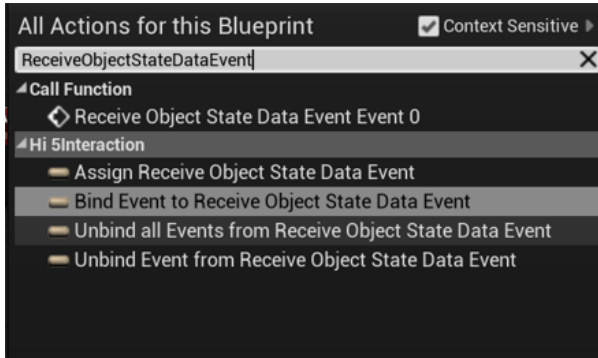 All Actions for this Blueprint Context Sensitive
ReceiveObjectStateDataEvent
Call Function
Receive Object State Data Event Event 0
Hi 5Interaction
Assign Receive Object State Data Event
Bind Event to Receive Object State Data Event
Unbind all Events from Receive Object State Data Event
Unbind Event from Receive Object State Data Event